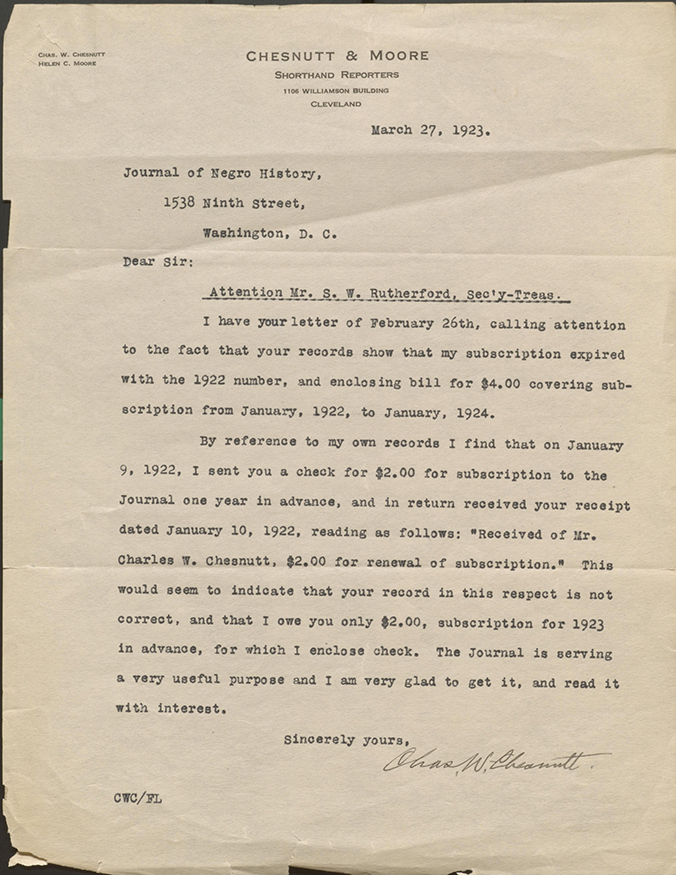 CHAS. W. CHESNUTT
HELEN C. MOORE
CHESNUTT & MOORE
SHORTHAND REPORTERS
1106 WILLIAMSON BUILDING
CLEVELAND
March 27, 1923.
Journal of Negro History,
1538 Ninth Street,
Washington, D. C.
Dear Sir:
Attention Mr. S. W. Rutherford, Sec'y-Treas.
I have your letter of February 26th, calling attention
to the fact that your records show that my subscription expired
with the 1922 number, and enclosing bill for $4.00 covering sub-
scription from January, 1922, to January, 1924.
By reference to my own records I find that on January
9, 1922, I sent you a check for $2.00 for subscription to the
Journal one year in advance, and in return received your receipt
dated January 10, 1922, reading as follows: "Received of Mr.
Charles W. Chesnutt, $2.00 for renewal of subscription." This
would seem to indicate that your record in this respect is not
correct, and that I owe you only $2.00, subscription for 1923
in advance, for which I enclose check. The Journal is serving
a very useful purpose and I am very glad to get it, and read it
with interest.
Sincerely yours,
Chas. W. Chesnutt.
CWC/FL